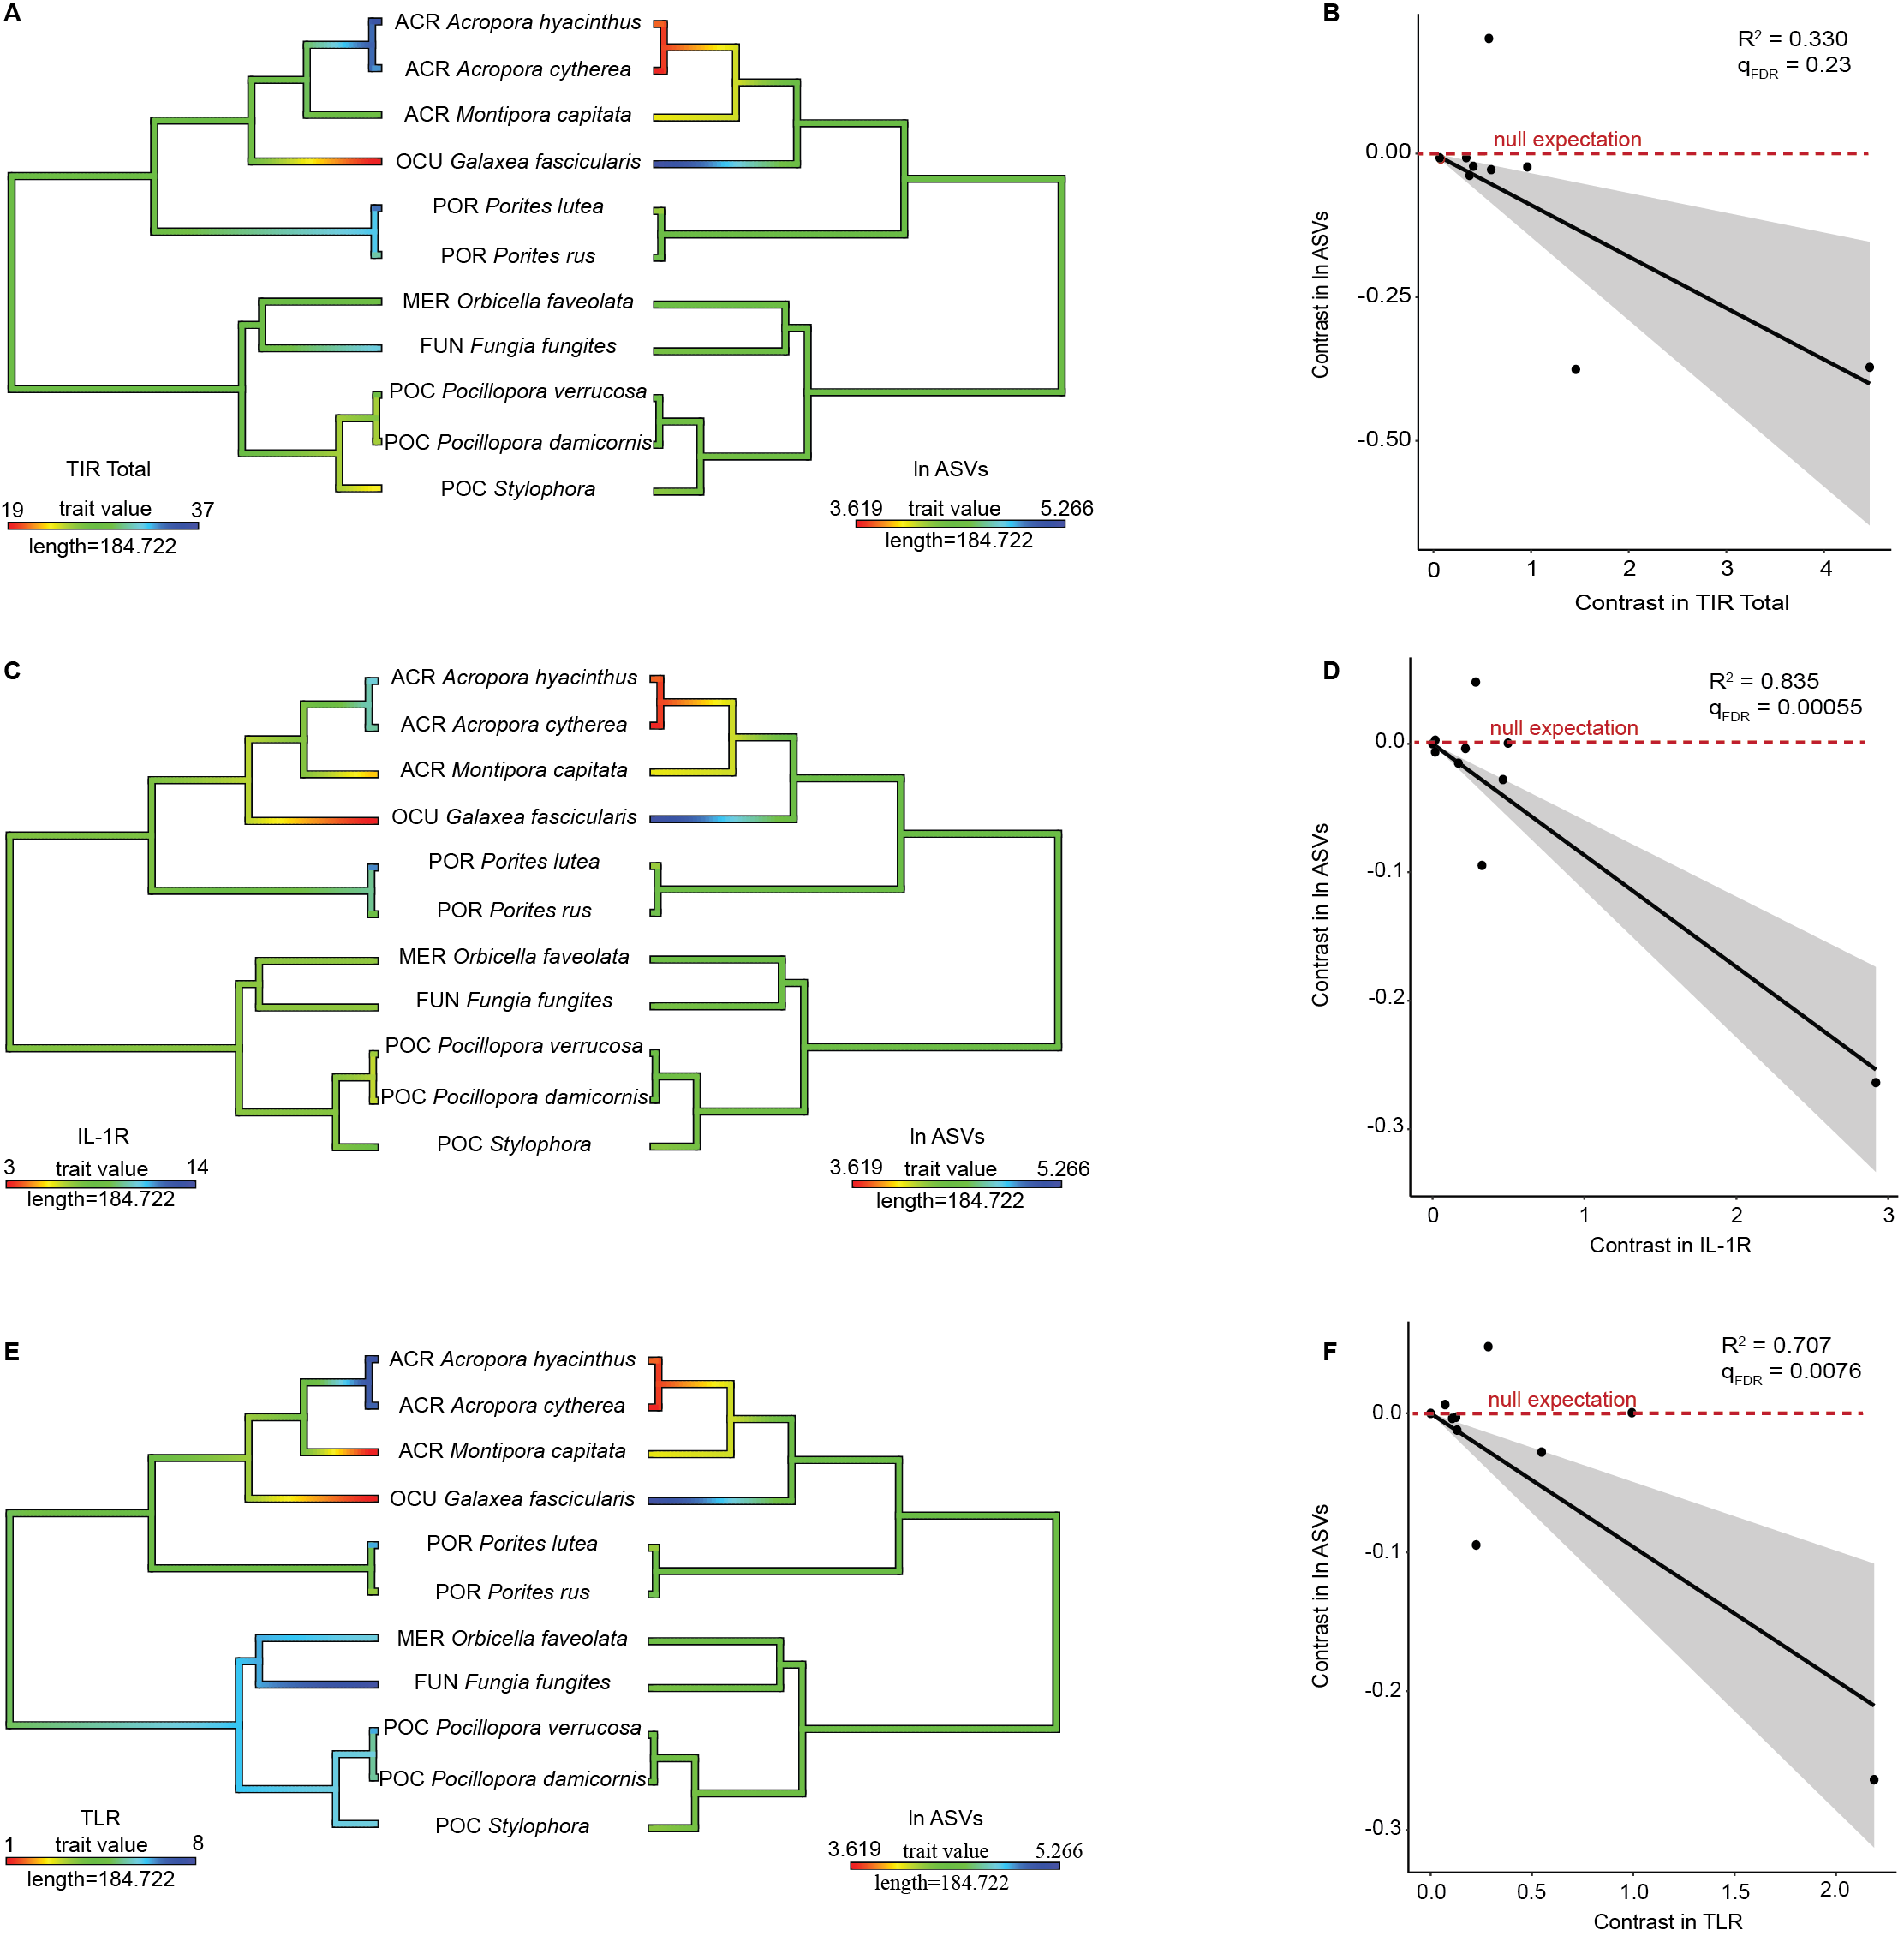 A
ACR Acropora hyacinthus
ACR Acropora cytherea
ACR Montipora capitata
OCU Galaxea fascicularis
POR Porites lutea
POR Porites rus
MER Orbicella faveolata
FUN Fungia fungites
POC Pocillopora verrucosa
POC Pocillopora damicornis
POC Stylophora
TIR Total
19 trait value 37
length=184.722
ln ASVs
3.619 trait value 5.266
length=184.722
B
R² = 0.330
qFDR = 0.23
null expectation
0.00
-0.25
-0.50
Contrast in ln ASVs
0 1 2 3 4
Contrast in TIR Total
C
ACR Acropora hyacinthus
ACR Acropora cytherea
ACR Montipora capitata
OCU Galaxea fascicularis
POR Porites lutea
POR Porites rus
MER Orbicella faveolata
FUN Fungia fungites
POC Pocillopora verrucosa
POC Pocillopora damicornis
POC Stylophora
IL-1R
3 trait value 14
length=184.722
ln ASVs
3.619 trait value 5.266
length=184.722
D
R² = 0.835
qFDR = 0.00055
null expectation
0.0
-0.1
-0.2
-0.3
Contrast in ln ASVs
0 1 2 3
Contrast in IL-1R
E
ACR Acropora hyacinthus
ACR Acropora cytherea
ACR Montipora capitata
OCU Galaxea fascicularis
POR Porites lutea
POR Porites rus
MER Orbicella faveolata
FUN Fungia fungites
POC Pocillopora verrucosa
POC Pocillopora damicornis
POC Stylophora
TLR
1 trait value 8
length=184.722
ln ASVs
3.619 trait value 5.266
length=184.722
F
R² = 0.707
qFDR = 0.0076
null expectation
0.0
-0.1
-0.2
-0.3
Contrast in ln ASVs
0.0 0.5 1.0 1.5 2.0
Contrast in TLR